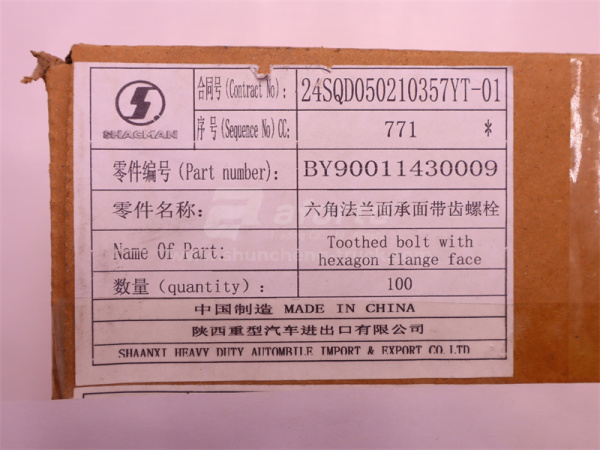 SHACMAN
合同号(Contract No): 24SQD050210357YT-01
序号(Sequence No)CC: 771 *
零件编号(Part number): BY90011430009
零件名称: 六角法兰面承面带齿螺栓
Name Of Part: Toothed bolt with
hexagon flange face
数量(quantity): 100
中国制造 MADE IN CHINA
陕西重型汽车进出口有限公司
SHAANXI HEAVY DUTY AUTOMBILE IMPORT & EXPORT CO.LTD